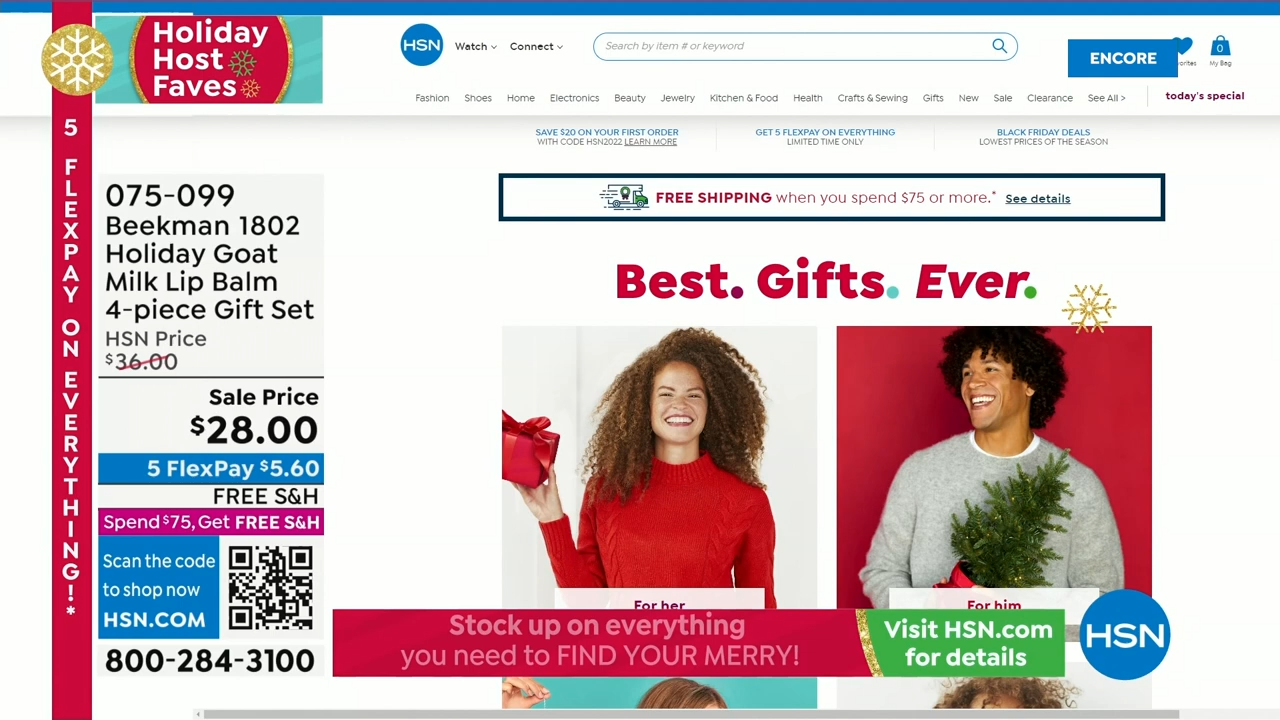 5 FLEXPAY ON EVERYTHING!*
Holiday
Host
Faves
HSN
Watch
Connect
Search by item # or keyword
ENCORE
orites
0
My Bag
Fashion Shoes Home Electronics Beauty Jewelry Kitchen & Food Health Crafts & Sewing Gifts New Sale Clearance See All > today's special
SAVE $20 ON YOUR FIRST ORDER
WITH CODE HSN2022 LEARN MORE
GET 5 FLEXPAY ON EVERYTHING
LIMITED TIME ONLY
BLACK FRIDAY DEALS
LOWEST PRICES OF THE SEASON
FREE SHIPPING when you spend $75 or more.* See details
Best. Gifts. Ever.
For her
For him
075-099
Beekman 1802
Holiday Goat
Milk Lip Balm
4-piece Gift Set
HSN Price
$36.00
Sale Price
$28.00
5 FlexPay $5.60
FREE S&H
Spend $75, Get FREE S&H
Scan the code
to shop now
HSN.COM
800-284-3100
Stock up on everything
you need to FIND YOUR MERRY!
Visit HSN.com
for details
HSN